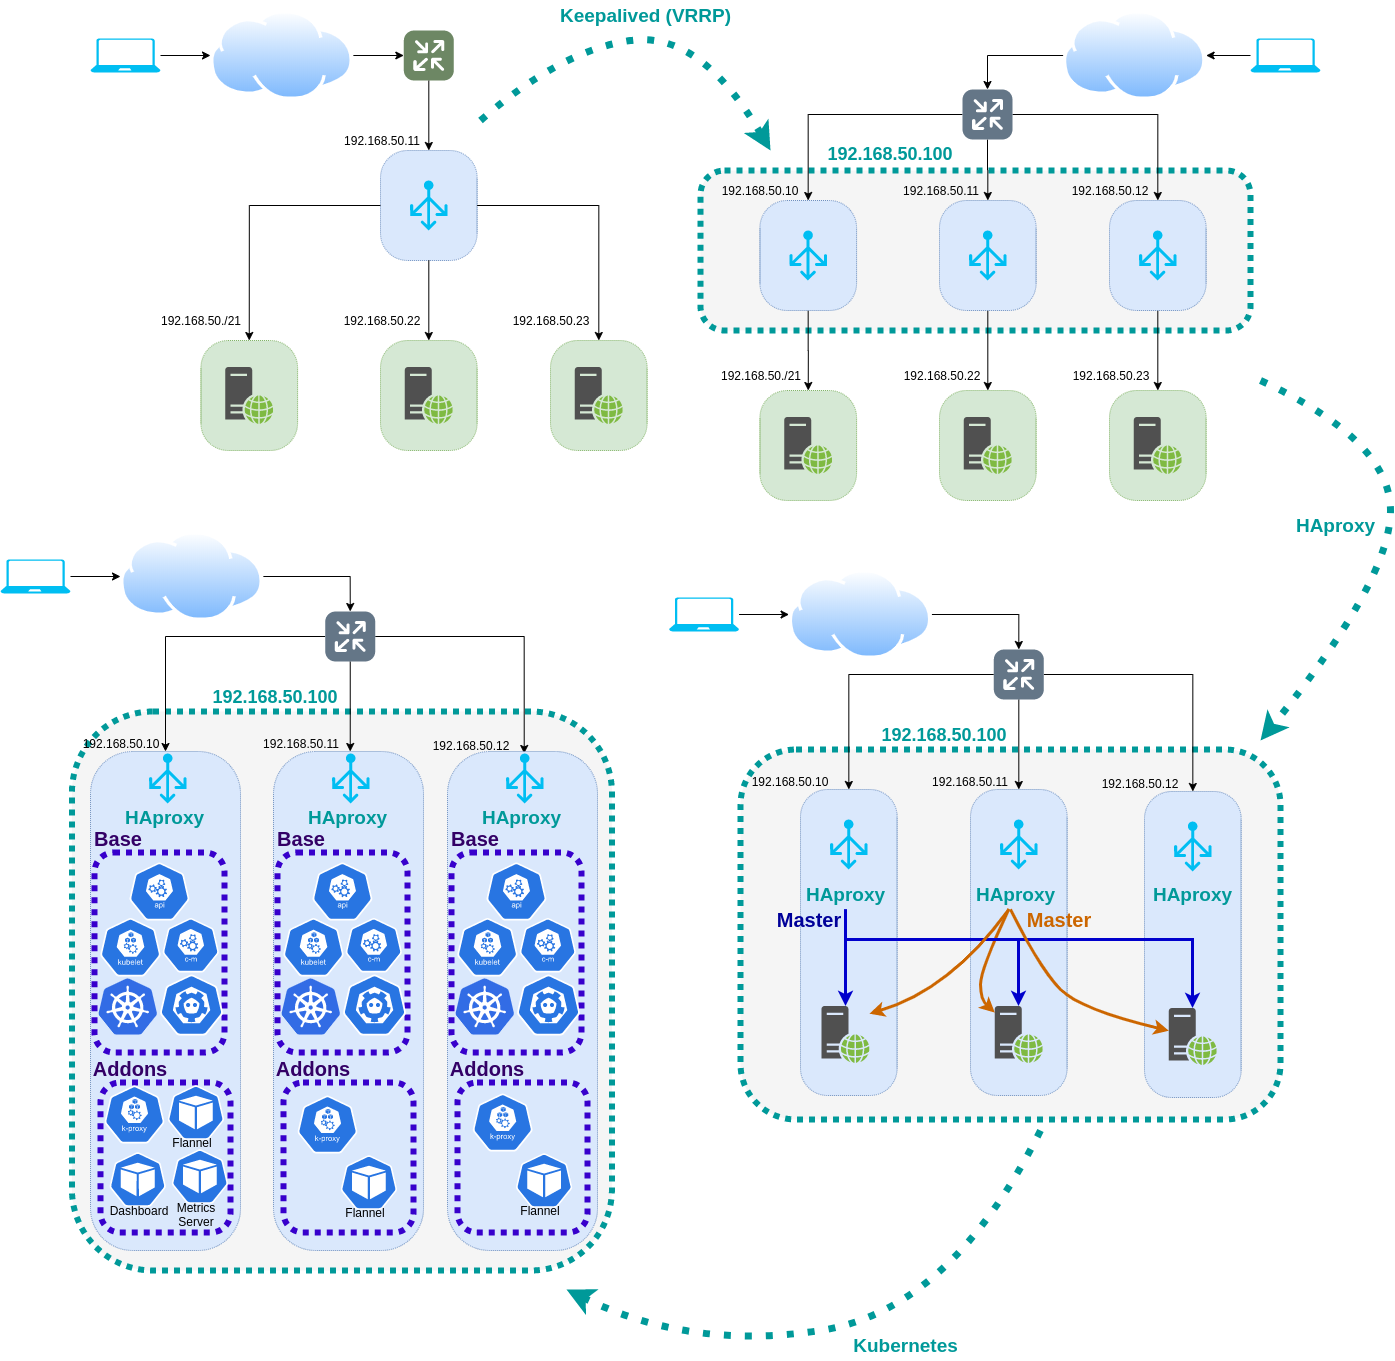 Keepalived (VRRP)
192.168.50.11
192.168.50./21
192.168.50.22
192.168.50.23
192.168.50.100
192.168.50.10
192.168.50.11
192.168.50.12
192.168.50./21
192.168.50.22
192.168.50.23
HAproxy
192.168.50.100
192.168.50.10
192.168.50.11
192.168.50.12
HAproxy
HAproxy
HAproxy
Master
Master
Kubernetes
192.168.50.100
192.168.50.10
192.168.50.11
192.168.50.12
HAproxy
HAproxy
HAproxy
Base
Base
Base
api
api
api
kubelet
c-m
kubelet
c-m
kubelet
c-m
Addons
Addons
Addons
k-proxy
Flannel
Dashboard
Metrics
Server
k-proxy
Flannel
k-proxy
Flannel